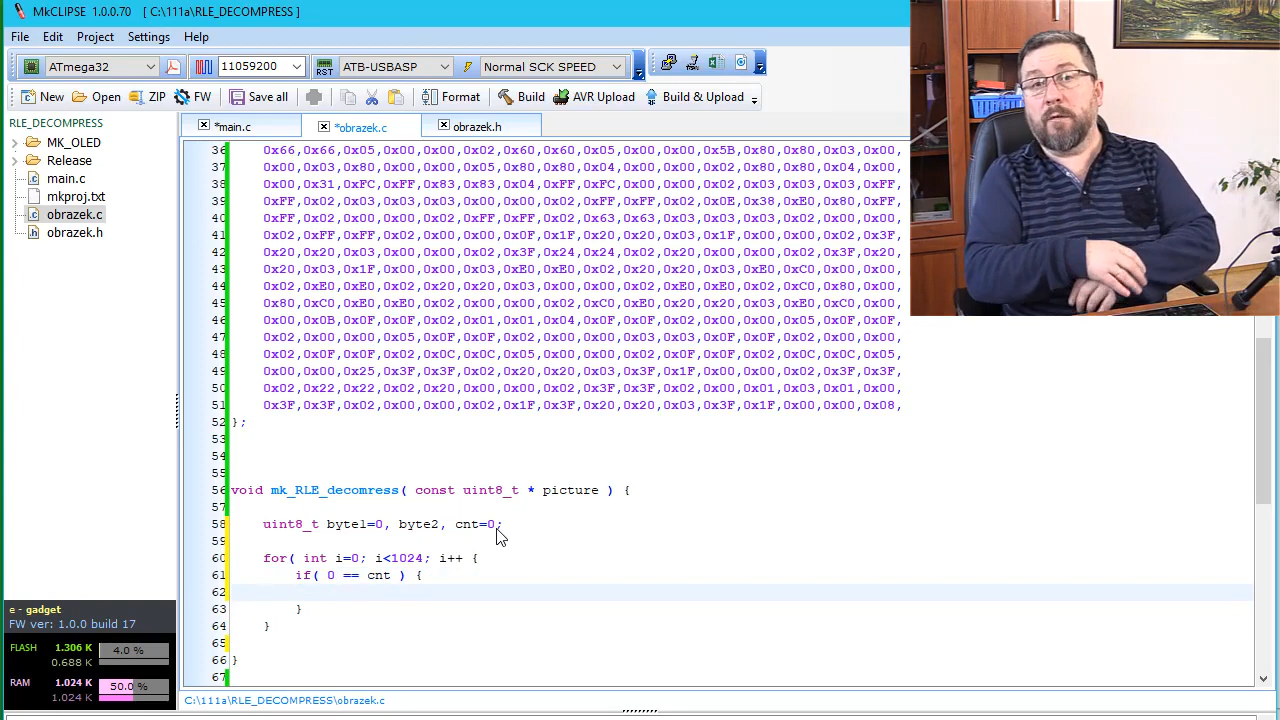 MkCLIPSE 1.0.0.70 [ C:\111a\RLE_DECOMPRESS ]
File Edit Project Settings Help
ATmega32 11059200 RST ATB-USBASP Normal SCK SPEED
New Open ZIP FW Save all Format Build AVR Upload Build & Upload
RLE_DECOMPRESS
MK_OLED
Release
main.c
mkproj.txt
obrazek.c
obrazek.h
*main.c *obrazek.c obrazek.h
36 0x66,0x66,0x05,0x00,0x00,0x02,0x60,0x60,0x05,0x00,0x00,0x5B,0x80,0x80,0x03,0x00,
37 0x00,0x03,0x80,0x00,0x00,0x05,0x80,0x80,0x04,0x00,0x00,0x02,0x80,0x80,0x04,0x00,
38 0x00,0x31,0xFC,0xFF,0x83,0x83,0x04,0xFF,0xFC,0x00,0x00,0x02,0x03,0x03,0x03,0xFF,
39 0xFF,0x02,0x03,0x03,0x03,0x00,0x00,0x02,0xFF,0xFF,0x02,0x0E,0x38,0xE0,0x80,0xFF,
40 0xFF,0x02,0x00,0x00,0x02,0xFF,0xFF,0x02,0x63,0x63,0x03,0x03,0x03,0x00,0x00,0x03,
41 0x02,0xFF,0xFF,0x02,0x00,0x00,0x0F,0x1F,0x20,0x20,0x03,0x1F,0x00,0x00,0x02,0x3F,
42 0x20,0x20,0x03,0x1F,0x00,0x00,0x02,0x3F,0x24,0x24,0x02,0x20,0x00,0x00,0x02,0x3F,
43 0x20,0x03,0x1F,0x00,0x00,0x03,0xE0,0xE0,0x02,0x20,0x20,0x03,0xE0,0xC0,0x00,0x00,
44 0x02,0xE0,0xE0,0x02,0x20,0x20,0x03,0x00,0x00,0x02,0xE0,0xE0,0x02,0xC0,0x80,0x00,
45 0x80,0xC0,0xE0,0xE0,0x02,0x00,0x00,0x02,0xC0,0xE0,0x20,0x20,0x03,0xE0,0xC0,0x00,
46 0x00,0x0B,0x0F,0x0F,0x02,0x01,0x01,0x04,0x0F,0x0F,0x02,0x00,0x00,0x05,0x0F,0x0F,
47 0x02,0x00,0x00,0x05,0x0F,0x0F,0x02,0x00,0x00,0x03,0x03,0x0F,0x0F,0x02,0x00,0x00,
48 0x02,0x0F,0x0F,0x02,0x0C,0x0C,0x05,0x00,0x00,0x02,0x0F,0x0F,0x02,0x0C,0x0C,0x05,
49 0x00,0x00,0x25,0x3F,0x3F,0x02,0x20,0x20,0x03,0x3F,0x1F,0x00,0x00,0x02,0x3F,0x3F,
50 0x02,0x22,0x22,0x02,0x20,0x00,0x00,0x02,0x3F,0x3F,0x02,0x00,0x01,0x03,0x01,0x00,
51 0x3F,0x3F,0x02,0x00,0x00,0x02,0x1F,0x3F,0x20,0x20,0x03,0x3F,0x1F,0x00,0x00,0x08,
52 };
53
54
55
56 void mk_RLE_decomress( const uint8_t * picture ) {
57
58 uint8_t byte1=0, byte2, cnt=0;
59
60 for( int i=0; i<1024; i++ {
61 if( 0 == cnt ) {
62
63 }
64 }
65
66 }
67
e - gadget
FW ver: 1.0.0 build 17
FLASH 1.306 K 4.0 %
0.688 K
RAM 1.024 K 50.0 %
1.024 K
C:\111a\RLE_DECOMPRESS\obrazek.c